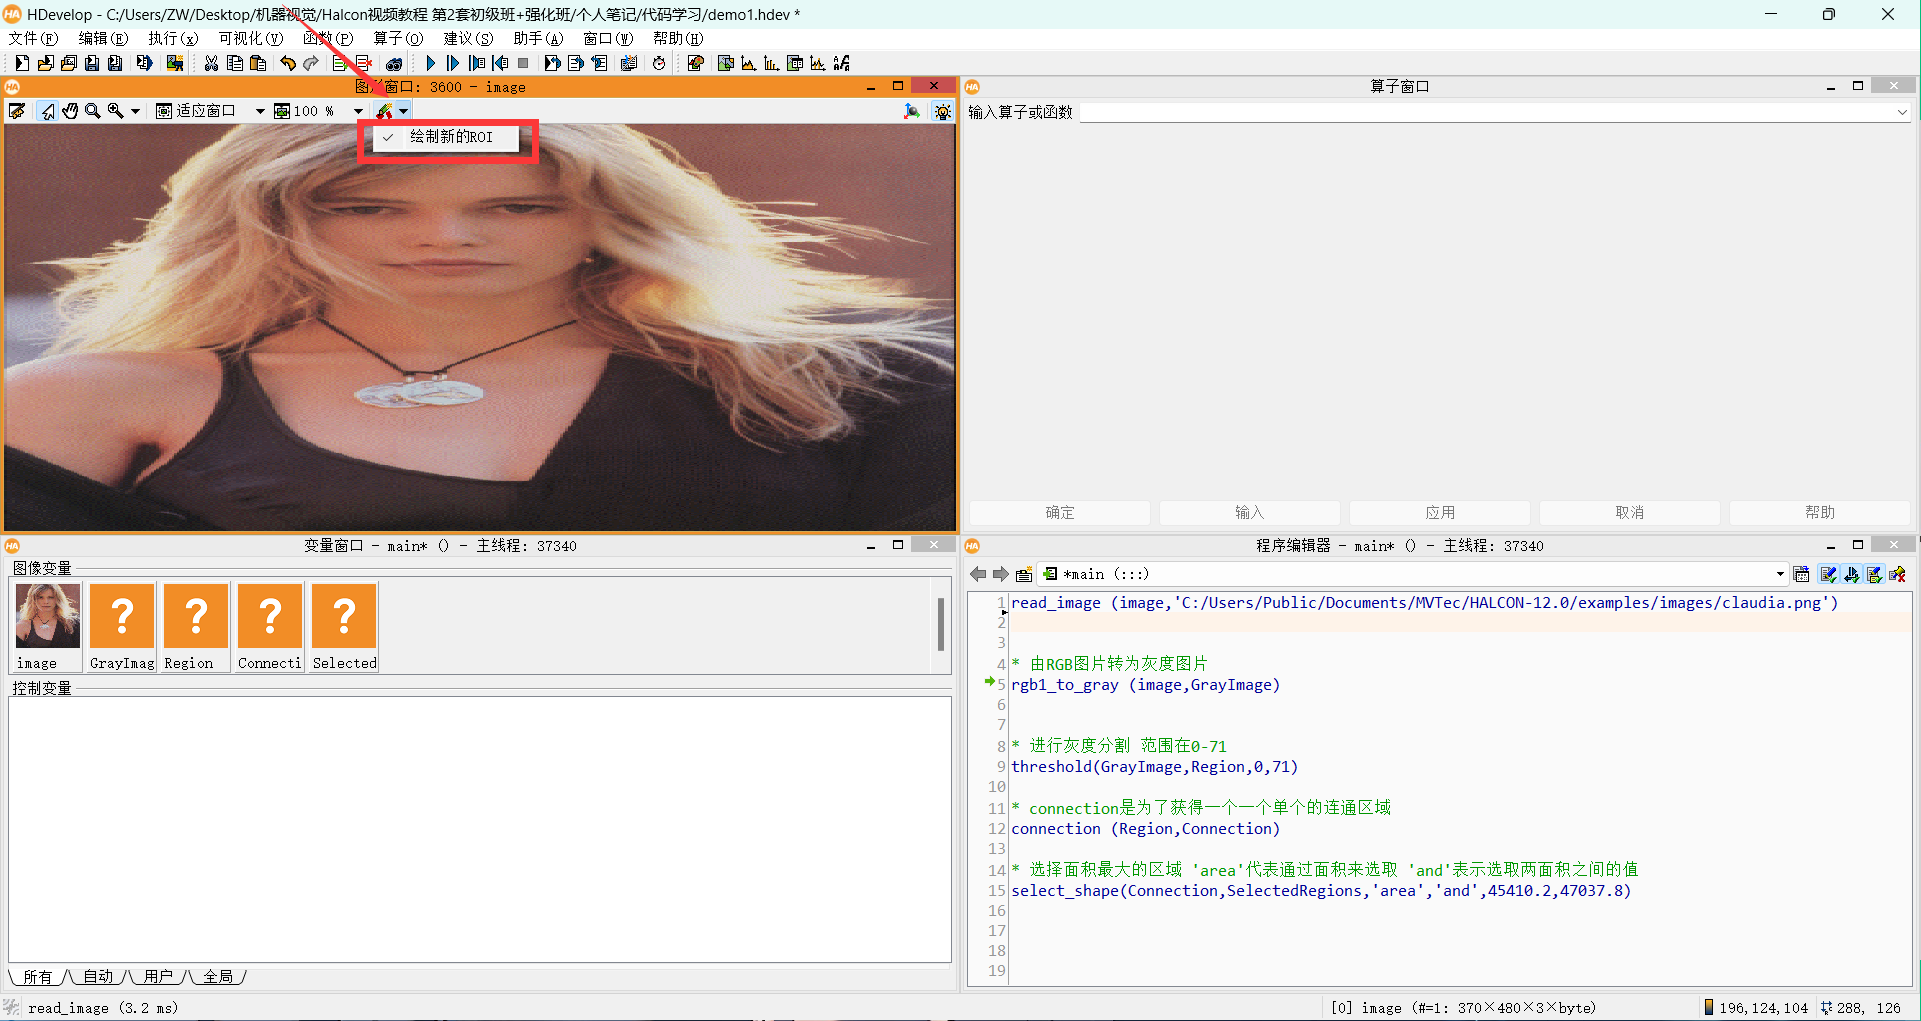 HDevelop - C:/Users/ZW/Desktop/机器视觉/Halcon视频教程 第2套初级班+强化班/个人笔记/代码学习/demo1.hdev *
文件(F) 编辑(E) 执行(x) 可视化(V) 函数(P) 算子(O) 建议(S) 助手(A) 窗口(W) 帮助(H)
图形窗口: 3600 - image
适应窗口 100 %
绘制新的ROI
算子窗口
输入算子或函数
确定 输入 应用 取消 帮助
变量窗口 - main* () - 主线程: 37340
图像变量
image GrayImag Region Connecti Selected
控制变量
所有 自动 用户 全局
程序编辑器 - main* () - 主线程: 37340
*main (:::)
1 read_image (image,'C:/Users/Public/Documents/MVTec/HALCON-12.0/examples/images/claudia.png')
2
3
4 * 由RGB图片转为灰度图片
5 rgb1_to_gray (image,GrayImage)
6
7
8 * 进行灰度分割 范围在0-71
9 threshold(GrayImage,Region,0,71)
10
11 * connection是为了获得一个一个单个的连通区域
12 connection (Region,Connection)
13
14 * 选择面积最大的区域 'area'代表通过面积来选取 'and'表示选取两面积之间的值
15 select_shape(Connection,SelectedRegions,'area','and',45410.2,47037.8)
16
17
18
19
read_image (3.2 ms)
[0] image (#=1: 370×480×3×byte)
196,124,104
288, 126